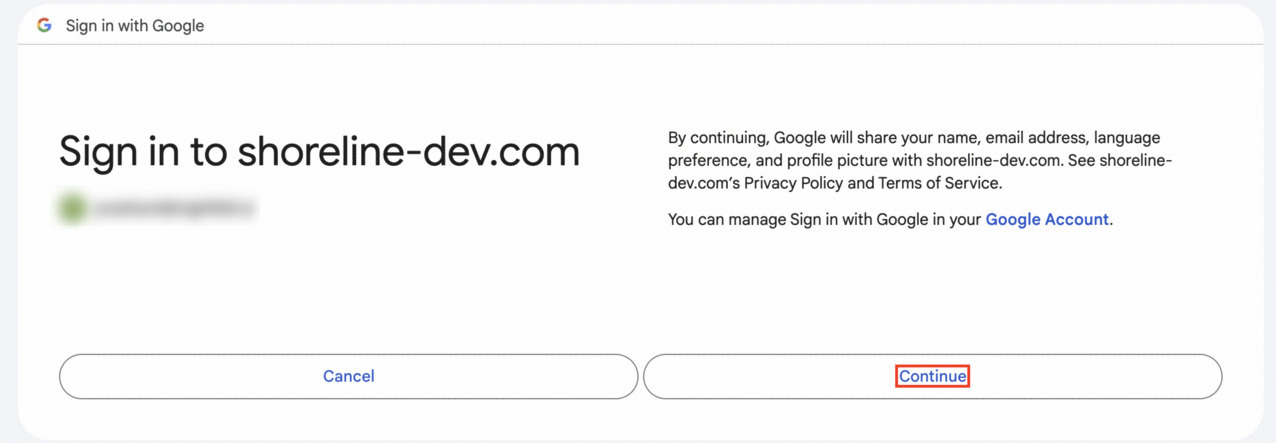 Sign in with Google
Sign in to shoreline-dev.com
By continuing, Google will share your name, email address, language
preference, and profile picture with shoreline-dev.com. See shoreline-
dev.com's Privacy Policy and Terms of Service.
You can manage Sign in with Google in your Google Account.
Cancel
Continue